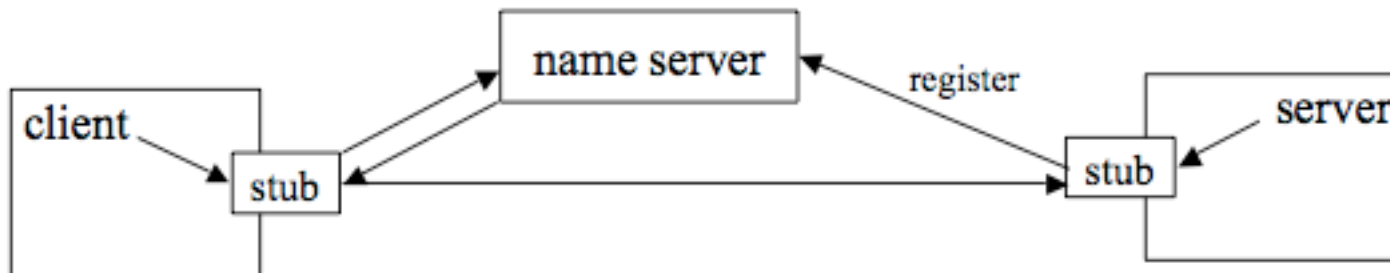 name server
register
client
server
stub
stub